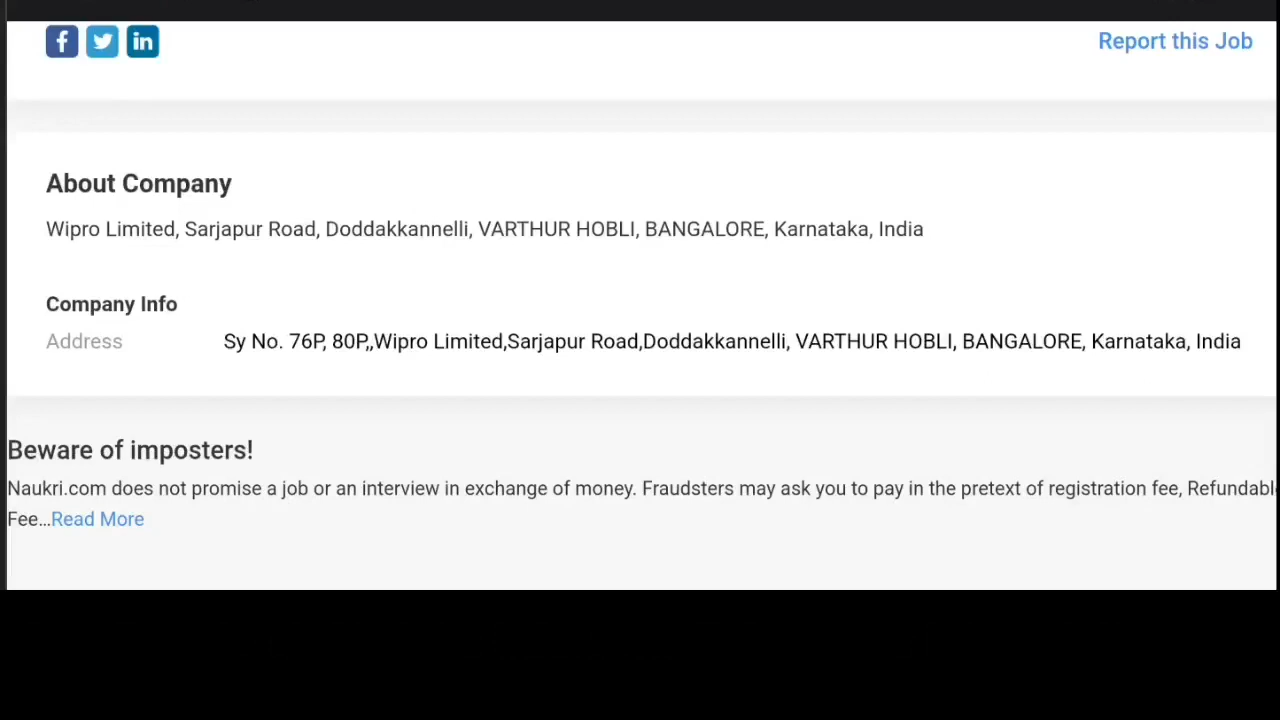 Report this Job
About Company
Wipro Limited, Sarjapur Road, Doddakkannelli, VARTHUR HOBLI, BANGALORE, Karnataka, India
Company Info
Address Sy No. 76P, 80P,,Wipro Limited,Sarjapur Road,Doddakkannelli, VARTHUR HOBLI, BANGALORE, Karnataka, India
Beware of imposters!
Naukri.com does not promise a job or an interview in exchange of money. Fraudsters may ask you to pay in the pretext of registration fee, Refundabl
Fee...Read More